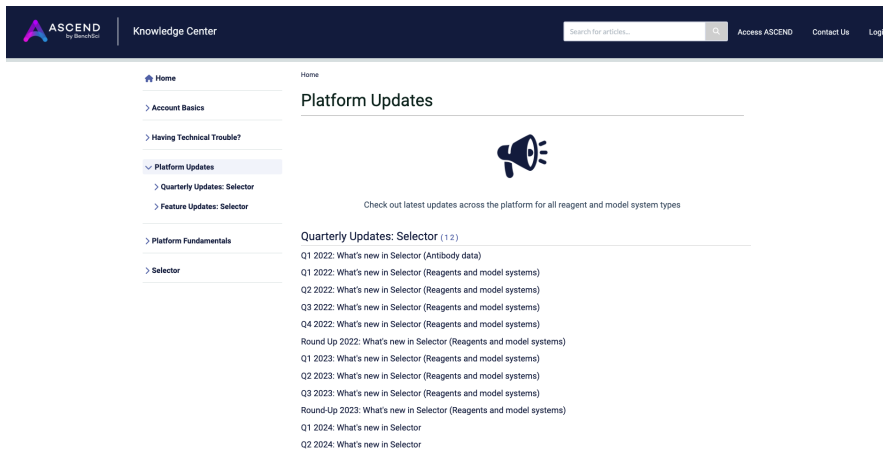 ASCEND
by BenchSci
Knowledge Center
Search for articles...
Access ASCEND
Contact Us
Logi
Home
Account Basics
Having Technical Trouble?
Platform Updates
Quarterly Updates: Selector
Feature Updates: Selector
Platform Fundamentals
Selector
Home
Platform Updates
Check out latest updates across the platform for all reagent and model system types
Quarterly Updates: Selector (12)
Q1 2022: What's new in Selector (Antibody data)
Q1 2022: What's new in Selector (Reagents and model systems)
Q2 2022: What's new in Selector (Reagents and model systems)
Q3 2022: What's new in Selector (Reagents and model systems)
Q4 2022: What's new in Selector (Reagents and model systems)
Round Up 2022: What's new in Selector (Reagents and model systems)
Q1 2023: What's new in Selector (Reagents and model systems)
Q2 2023: What's new in Selector (Reagents and model systems)
Q3 2023: What's new in Selector (Reagents and model systems)
Round-Up 2023: What's new in Selector (Reagents and model systems)
Q1 2024: What's new in Selector
Q2 2024: What's new in Selector